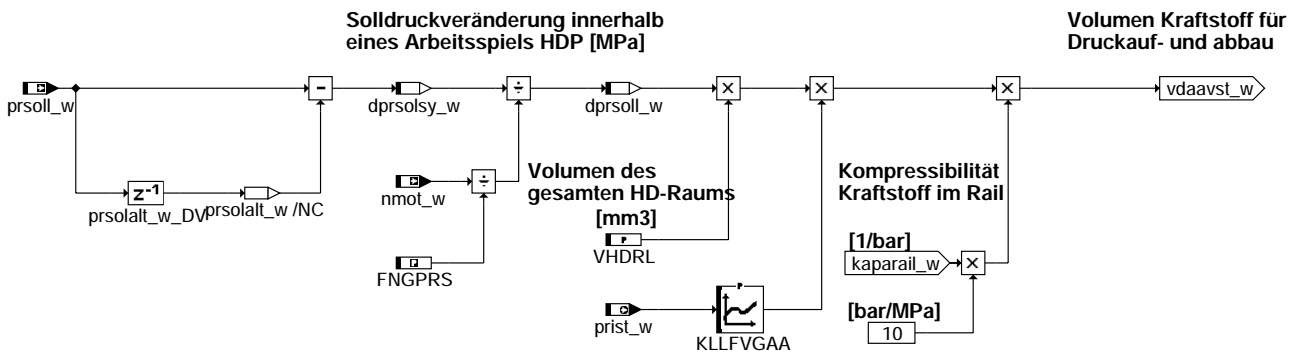 Solldruckveränderung innerhalb
eines Arbeitsspiels HDP [MPa]
Volumen Kraftstoff für
Druckauf- und abbau
prsoll_w
dprsolsy_w
dprsoll_w
vdaavst_w
z-1
prsolalt_w_DV
prsolalt_w /NC
nmot_w
FNGPRS
Volumen des
gesamten HD-Raums
[mm3]
P
VHDRL
Kompressibilität
Kraftstoff im Rail
[1/bar]
kaparail_w
[bar/MPa]
10
prist_w
P
KLLFVGAA